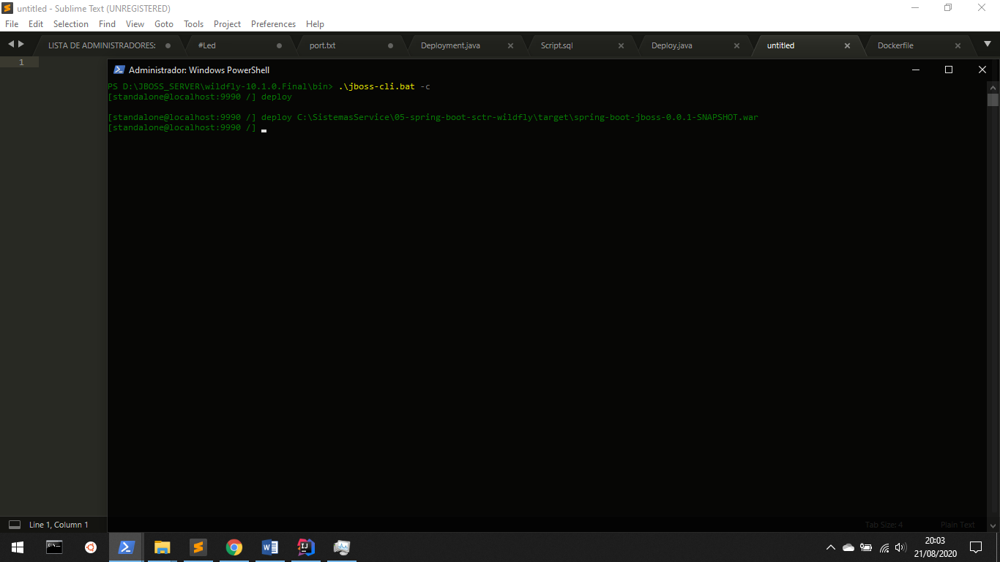 untitled - Sublime Text (UNREGISTERED)
File Edit Selection Find View Goto Tools Project Preferences Help
LISTA DE ADMINISTRADORES: #Led port.txt Deployment.java Script.sql Deploy.java untitled Dockerfile
1
Administrador: Windows PowerShell
PS D:\JBOSS_SERVER\wildfly-10.1.0.Final\bin> .\jboss-cli.bat -c
[standalone@localhost:9990 /] deploy
[standalone@localhost:9990 /] deploy C:\SistemasService\05-spring-boot-sctr-wildfly\target\spring-boot-jboss-0.0.1-SNAPSHOT.war
[standalone@localhost:9990 /]
Line 1, Column 1 Tab Size: 4 Plain Text
20:03
21/08/2020